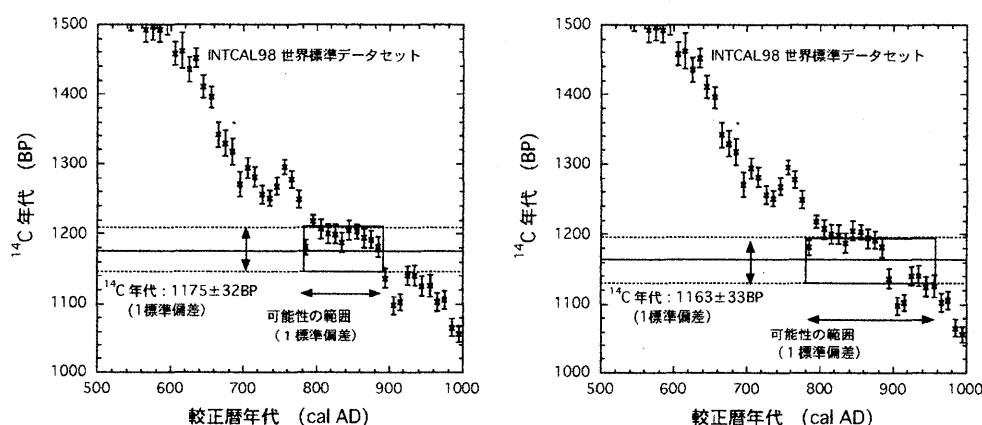 1500
1400
1300
1200
1100
1000
¹⁴C 年代 (BP)
INTCAL98 世界標準データセット
¹⁴C 年代：1175±32BP
(1標準偏差)
可能性の範囲
(1標準偏差)
500 600 700 800 900 1000
較正暦年代 (cal AD)
1500
1400
1300
1200
1100
1000
¹⁴C 年代 (BP)
INTCAL98 世界標準データセット
¹⁴C 年代：1163±33BP
(1標準偏差)
可能性の範囲
(1標準偏差)
500 600 700 800 900 1000
較正暦年代 (cal AD)